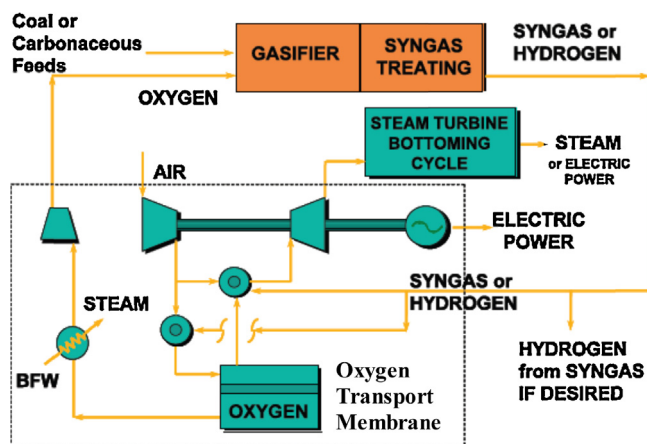 Coal or
Carbonaceous
Feeds
GASIFIER
SYNGAS
TREATING
SYNGAS or
HYDROGEN
OXYGEN
STEAM TURBINE
BOTTOMING
CYCLE
STEAM
or ELECTRIC
POWER
AIR
ELECTRIC
POWER
STEAM
SYNGAS or
HYDROGEN
BFW
HYDROGEN
from SYNGAS
IF DESIRED
OXYGEN
Oxygen
Transport
Membrane